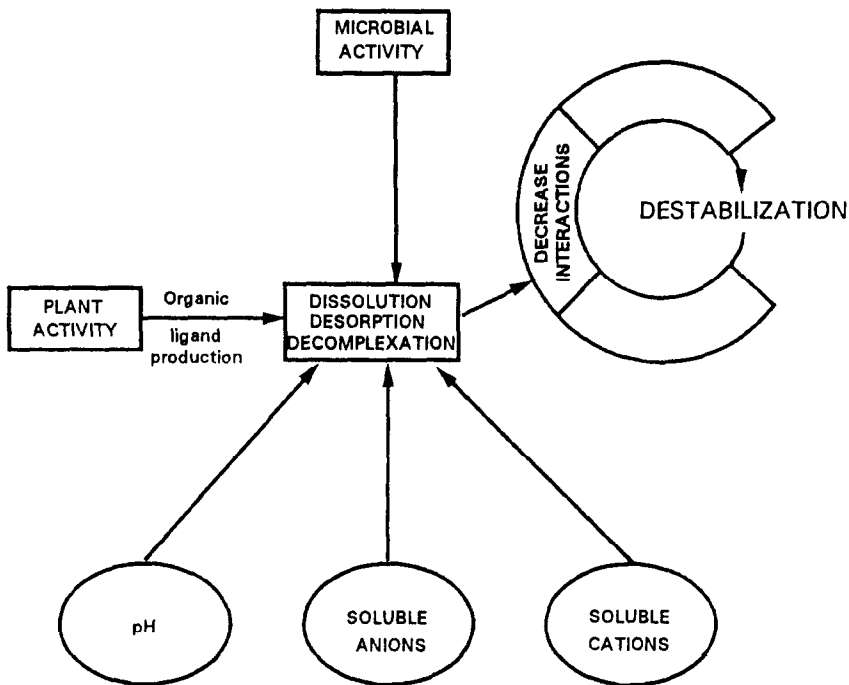 MICROBIAL
ACTIVITY
DECREASE
INTERACTIONS
DESTABILIZATION
PLANT
ACTIVITY
Organic
ligand
production
DISSOLUTION
DESORPTION
DECOMPLEXATION
pH
SOLUBLE
ANIONS
SOLUBLE
CATIONS